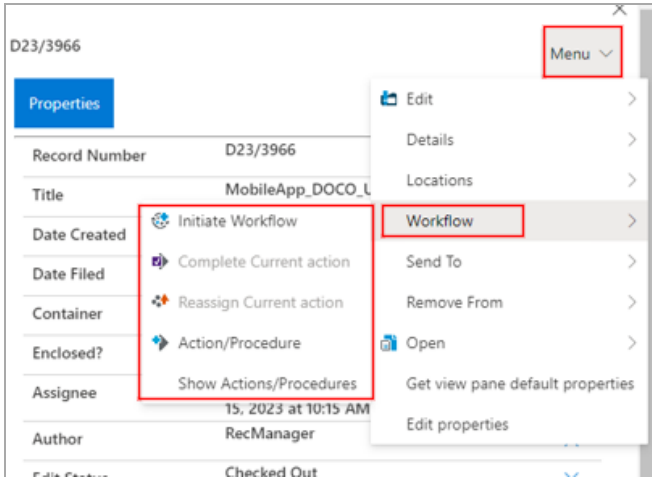 D23/3966
Menu
Properties
Edit
Record Number D23/3966
Details
Title MobileApp_DOCO_U
Locations
Initiate Workflow
Workflow
Date Created
Complete Current action
Send To
Date Filed
Reassign Current action
Remove From
Container
Action/Procedure
Open
Enclosed?
Show Actions/Procedures
Get view pane default properties
Assignee
15, 2023 at 10:15 AM
Edit properties
Author RecManager
Edit Status Checked Out